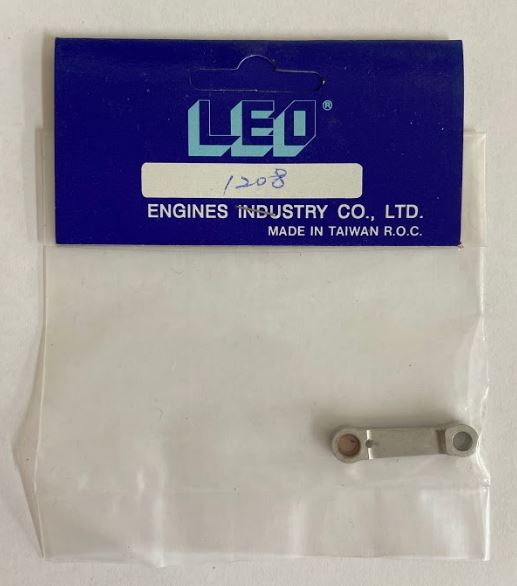 LEO®
1208
ENGINES INDUSTRY CO., LTD.
MADE IN TAIWAN R.O.C.